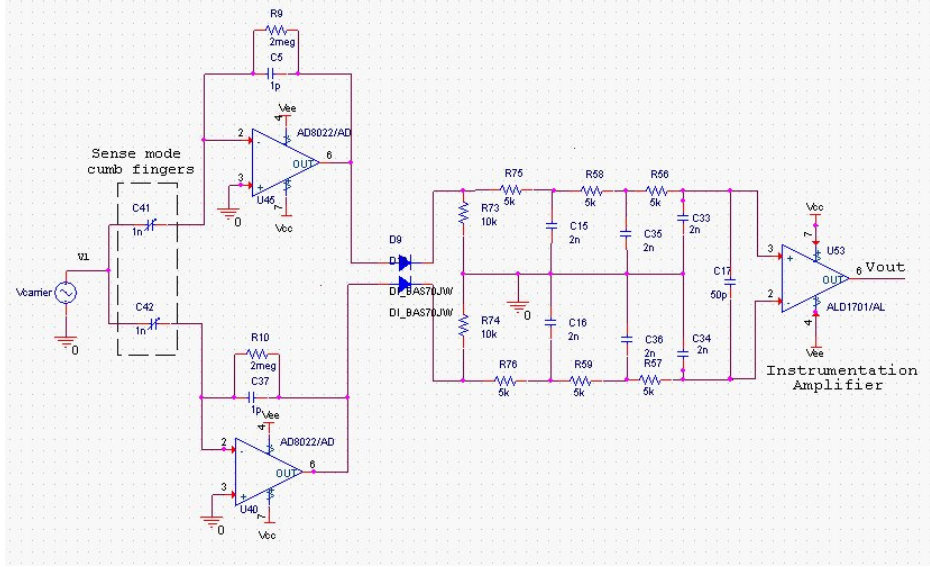 R9
2meg
C5
1p
Vee
4
AD8022/AD
2
-
6
OUT
3
+
U45
7
Vcc
0
Sense mode
cumb fingers
C41
1n
V1
Vcarrier
0
C42
1n
R10
2meg
C37
1p
Vee
4
AD8022/AD
2
-
6
OUT
3
+
U40
7
Vcc
0
D9
DI_BAS70JW
DI_BAS70JW
R75
5k
R58
5k
R56
5k
R73
10k
C15
2n
C35
2n
C33
2n
0
C17
50p
R74
10k
C16
2n
C36
2n
C34
2n
R76
5k
R59
5k
R57
5k
Vcc
7
U53
3
+
6
Vout
OUT
2
-
ALD1701/AL
4
Vee
Instrumentation
Amplifier